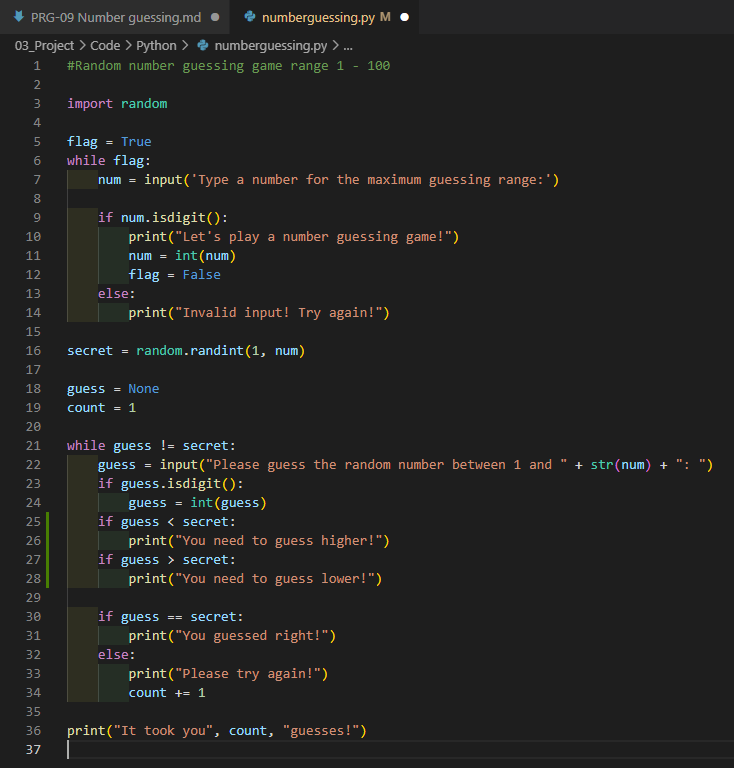 PRG-09 Number guessing.md ● numberguessing.py M ●
03_Project > Code > Python > numberguessing.py > ...
1 #Random number guessing game range 1 - 100
2
3 import random
4
5 flag = True
6 while flag:
7     num = input('Type a number for the maximum guessing range:')
8
9     if num.isdigit():
10         print("Let's play a number guessing game!")
11         num = int(num)
12         flag = False
13     else:
14         print("Invalid input! Try again!")
15
16 secret = random.randint(1, num)
17
18 guess = None
19 count = 1
20
21 while guess != secret:
22     guess = input("Please guess the random number between 1 and " + str(num) + ": ")
23     if guess.isdigit():
24         guess = int(guess)
25     if guess < secret:
26         print("You need to guess higher!")
27     if guess > secret:
28         print("You need to guess lower!")
29
30     if guess == secret:
31         print("You guessed right!")
32     else:
33         print("Please try again!")
34         count += 1
35
36 print("It took you", count, "guesses!")
37